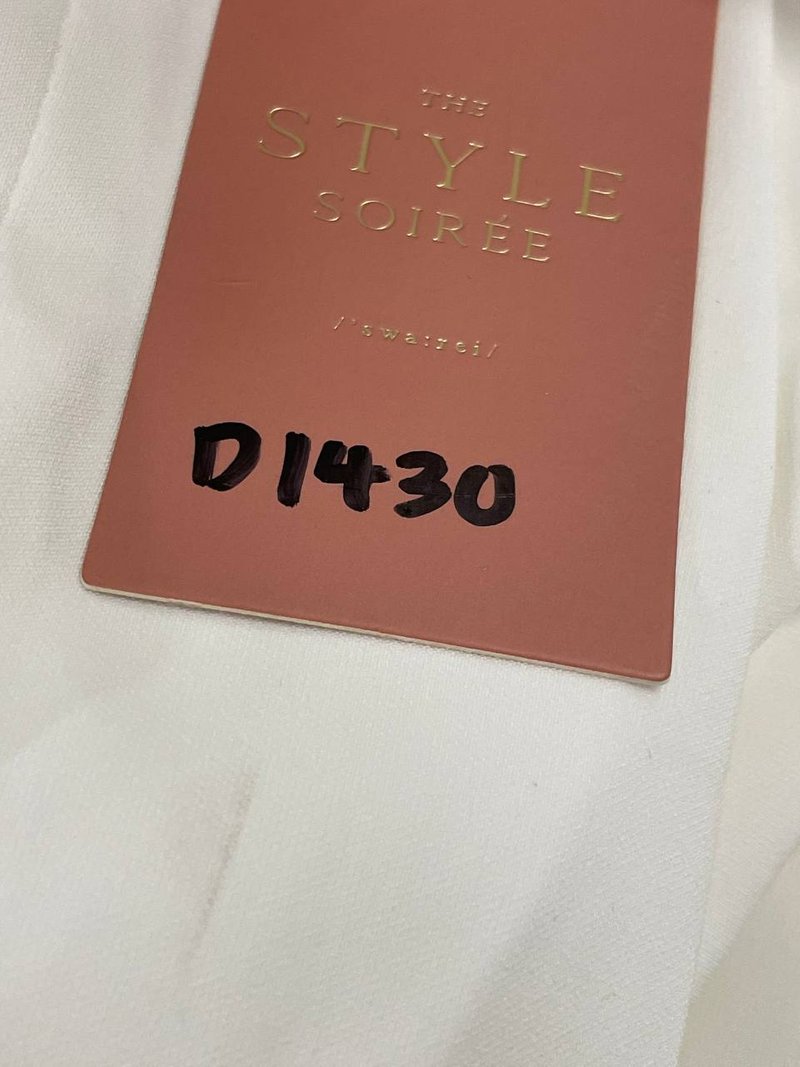 THE
STYLE
SOIRÉE
/'swa:rei/
D1430